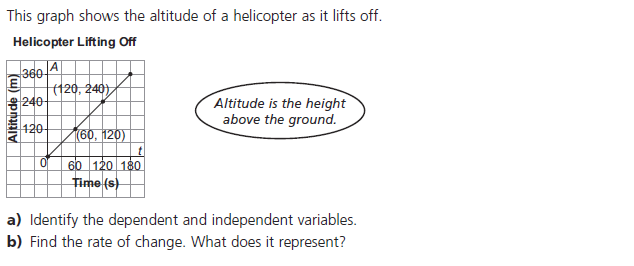 This graph shows the altitude of a helicopter as it lifts off.
Helicopter Lifting Off
A
360
(120, 240)
240
Altitude (m)
120
(60, 120)
t
0 60 120 180
Time (s)
Altitude is the height
above the ground.
a) Identify the dependent and independent variables.
b) Find the rate of change. What does it represent?